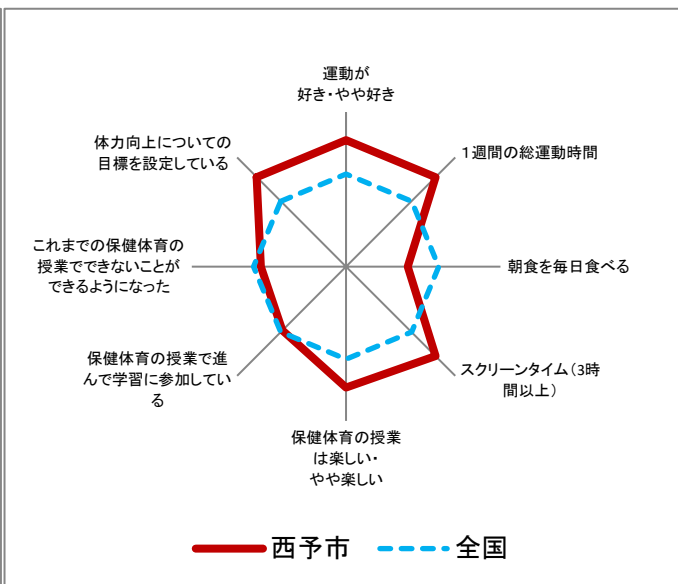 運動が
好き・やや好き
１週間の総運動時間
朝食を毎日食べる
スクリーンタイム（3時
間以上）
保健体育の授業
は楽しい・
やや楽しい
保健体育の授業で進
んで学習に参加してい
る
これまでの保健体育の
授業でできないことが
できるようになった
体力向上についての
目標を設定している
西予市
全国